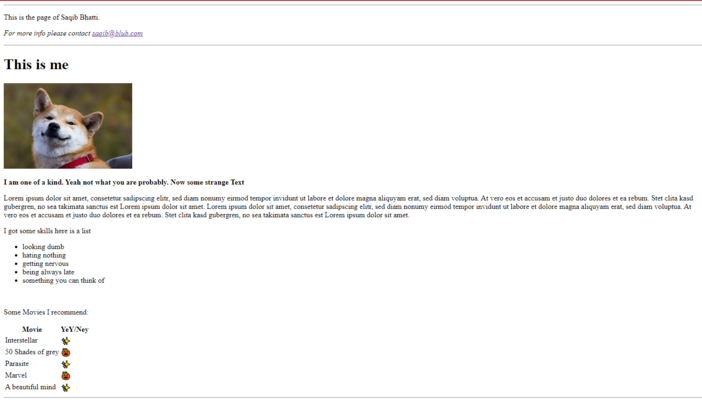 This is the page of Saqib Bhatti.
For more info please contact saqib@blub.com
This is me
I am one of a kind. Yeah not what you are probably. Now some strange Text
Lorem ipsum dolor sit amet, consetetur sadipscing elitr, sed diam nonumy eirmod tempor invidunt ut labore et dolore magna aliquyam erat, sed diam voluptua. At vero eos et accusam et justo duo dolores et ea rebum. Stet clita kasd
gubergren, no sea takimata sanctus est Lorem ipsum dolor sit amet. Lorem ipsum dolor sit amet, consetetur sadipscing elitr, sed diam nonumy eirmod tempor invidunt ut labore et dolore magna aliquyam erat, sed diam voluptua. At
vero eos et accusam et justo duo dolores et ea rebum. Stet clita kasd gubergren, no sea takimata sanctus est Lorem ipsum dolor sit amet.
I got some skills here is a list
looking dumb
hating nothing
getting nervous
being always late
something you can think of
Some Movies I recommend:
Movie YeY/Ney
Interstellar
50 Shades of grey
Parasite
Marvel
A beautiful mind